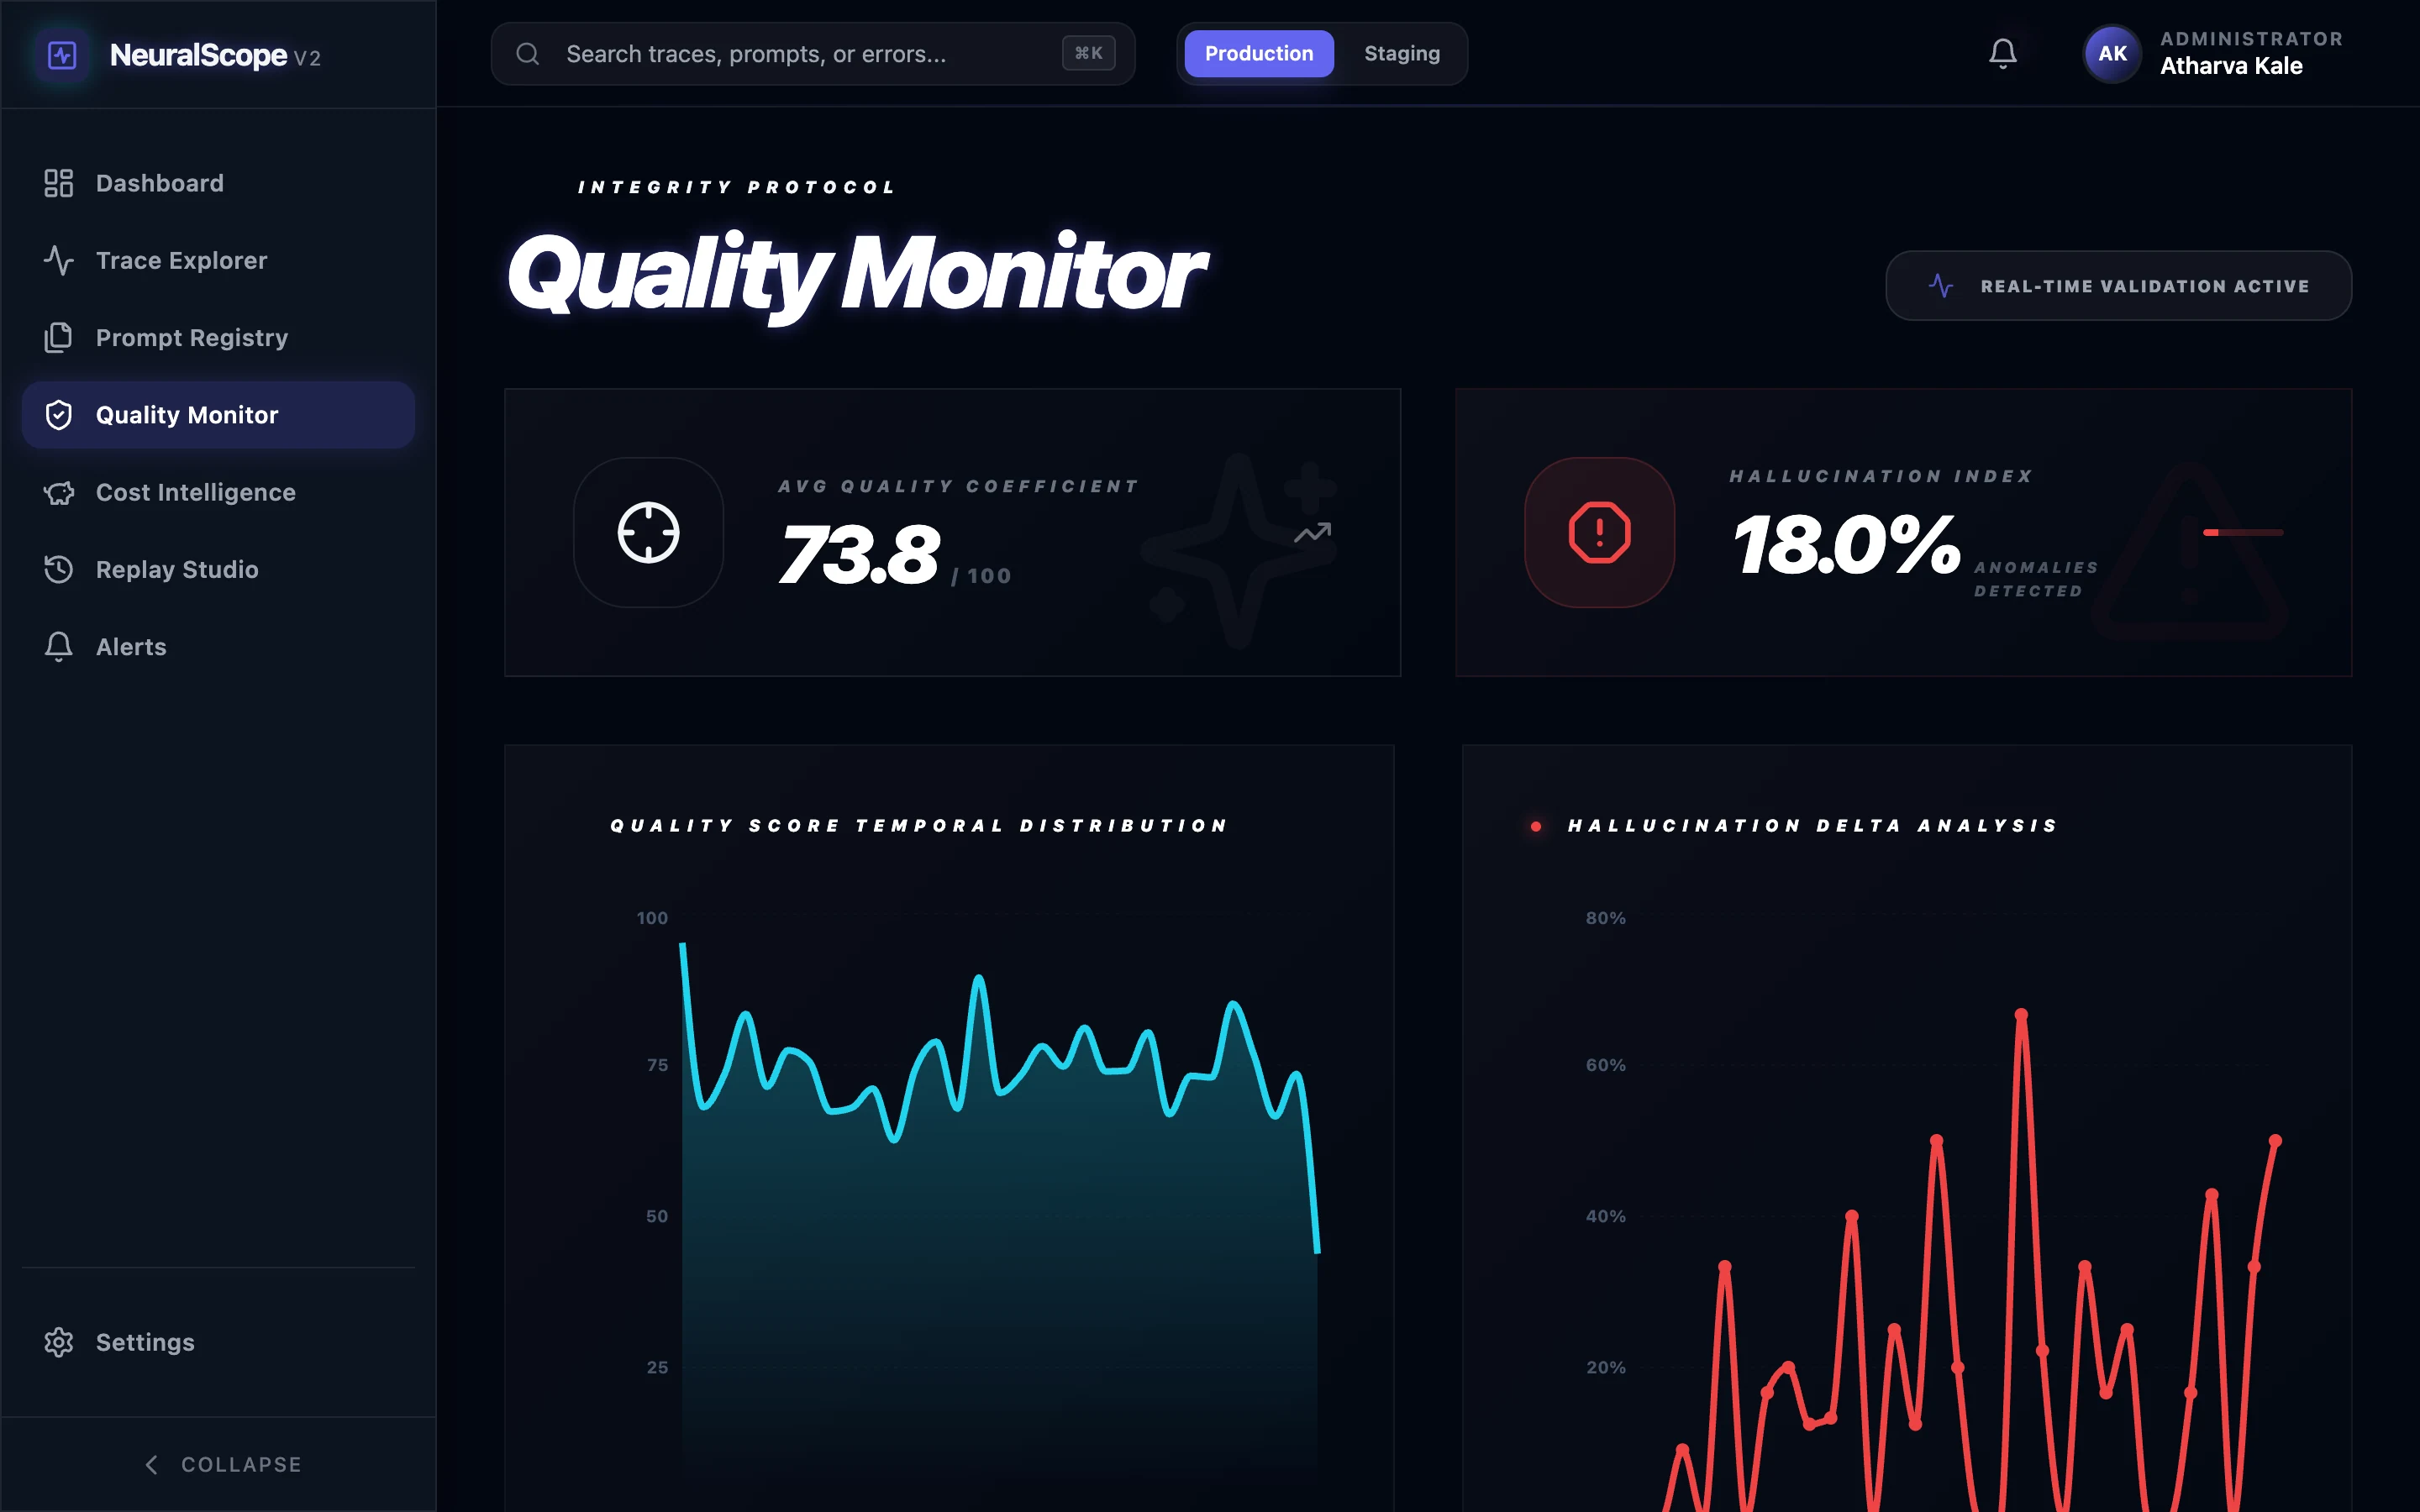 NeuralScope V2
Search traces, prompts, or errors... ⌘K
Production Staging
AK
ADMINISTRATOR
Atharva Kale
Dashboard
Trace Explorer
Prompt Registry
Quality Monitor
Cost Intelligence
Replay Studio
Alerts
Settings
COLLAPSE
INTEGRITY PROTOCOL
Quality Monitor
REAL-TIME VALIDATION ACTIVE
AVG QUALITY COEFFICIENT
73.8 / 100
HALLUCINATION INDEX
18.0% ANOMALIES
DETECTED
QUALITY SCORE TEMPORAL DISTRIBUTION
100
75
50
25
HALLUCINATION DELTA ANALYSIS
80%
60%
40%
20%